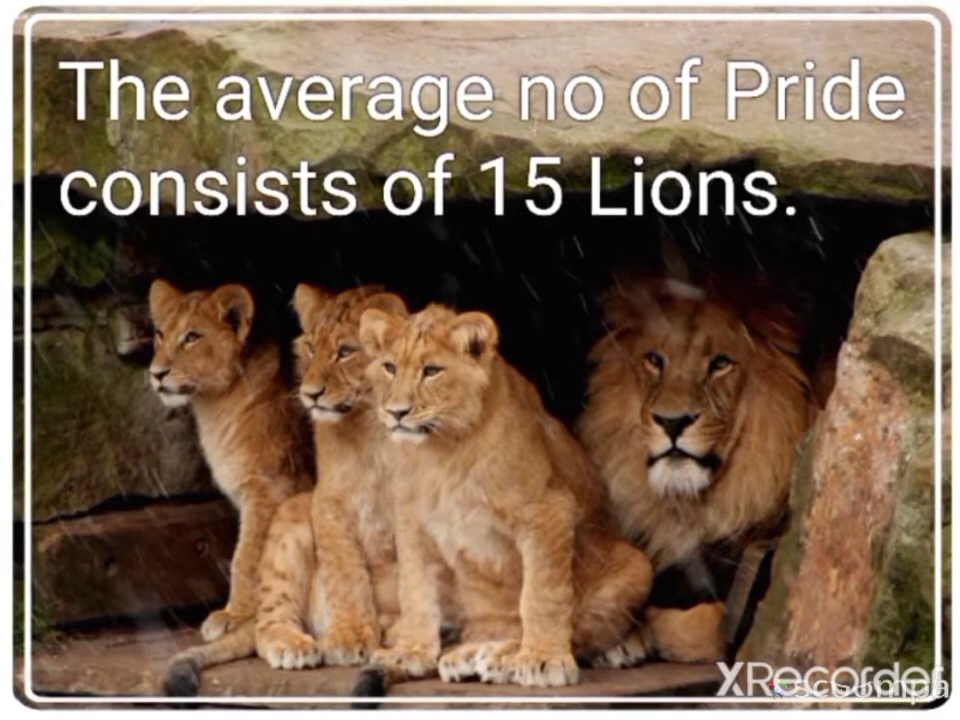 The average no of Pride
consists of 15 Lions.
XRecorder